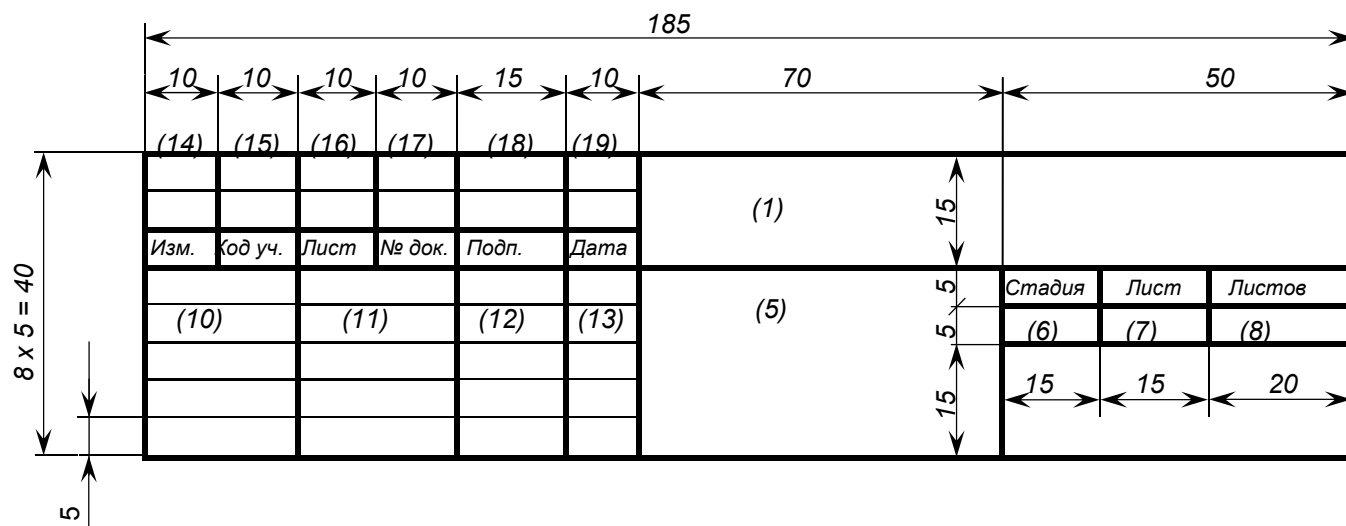 185
10 10 10 10 15 10 70 50
(14) (15) (16) (17) (18) (19)
(1) 15
Изм. Код уч. Лист № док. Подп. Дата
8 x 5 = 40
5 Стадия Лист Листов
(10) (11) (12) (13) (5)
5 (6) (7) (8)
15 15 15 20
5